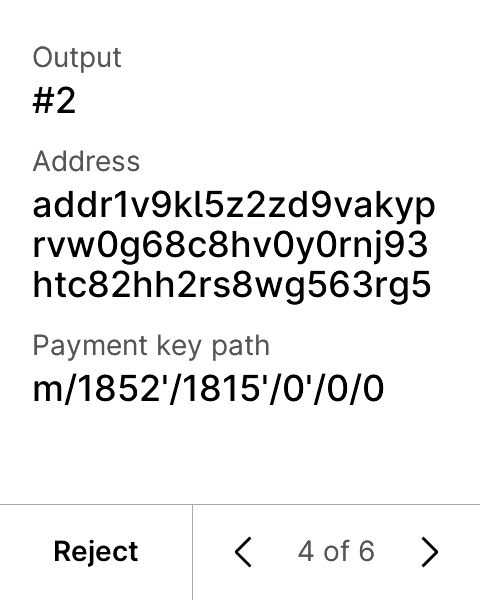 Output
#2
Address
addr1v9kl5z2zd9vakyp
rvw0g68c8hv0y0rnj93
htc82hh2rs8wg563rg5
Payment key path
m/1852'/1815'/0'/0/0
Reject
4 of 6